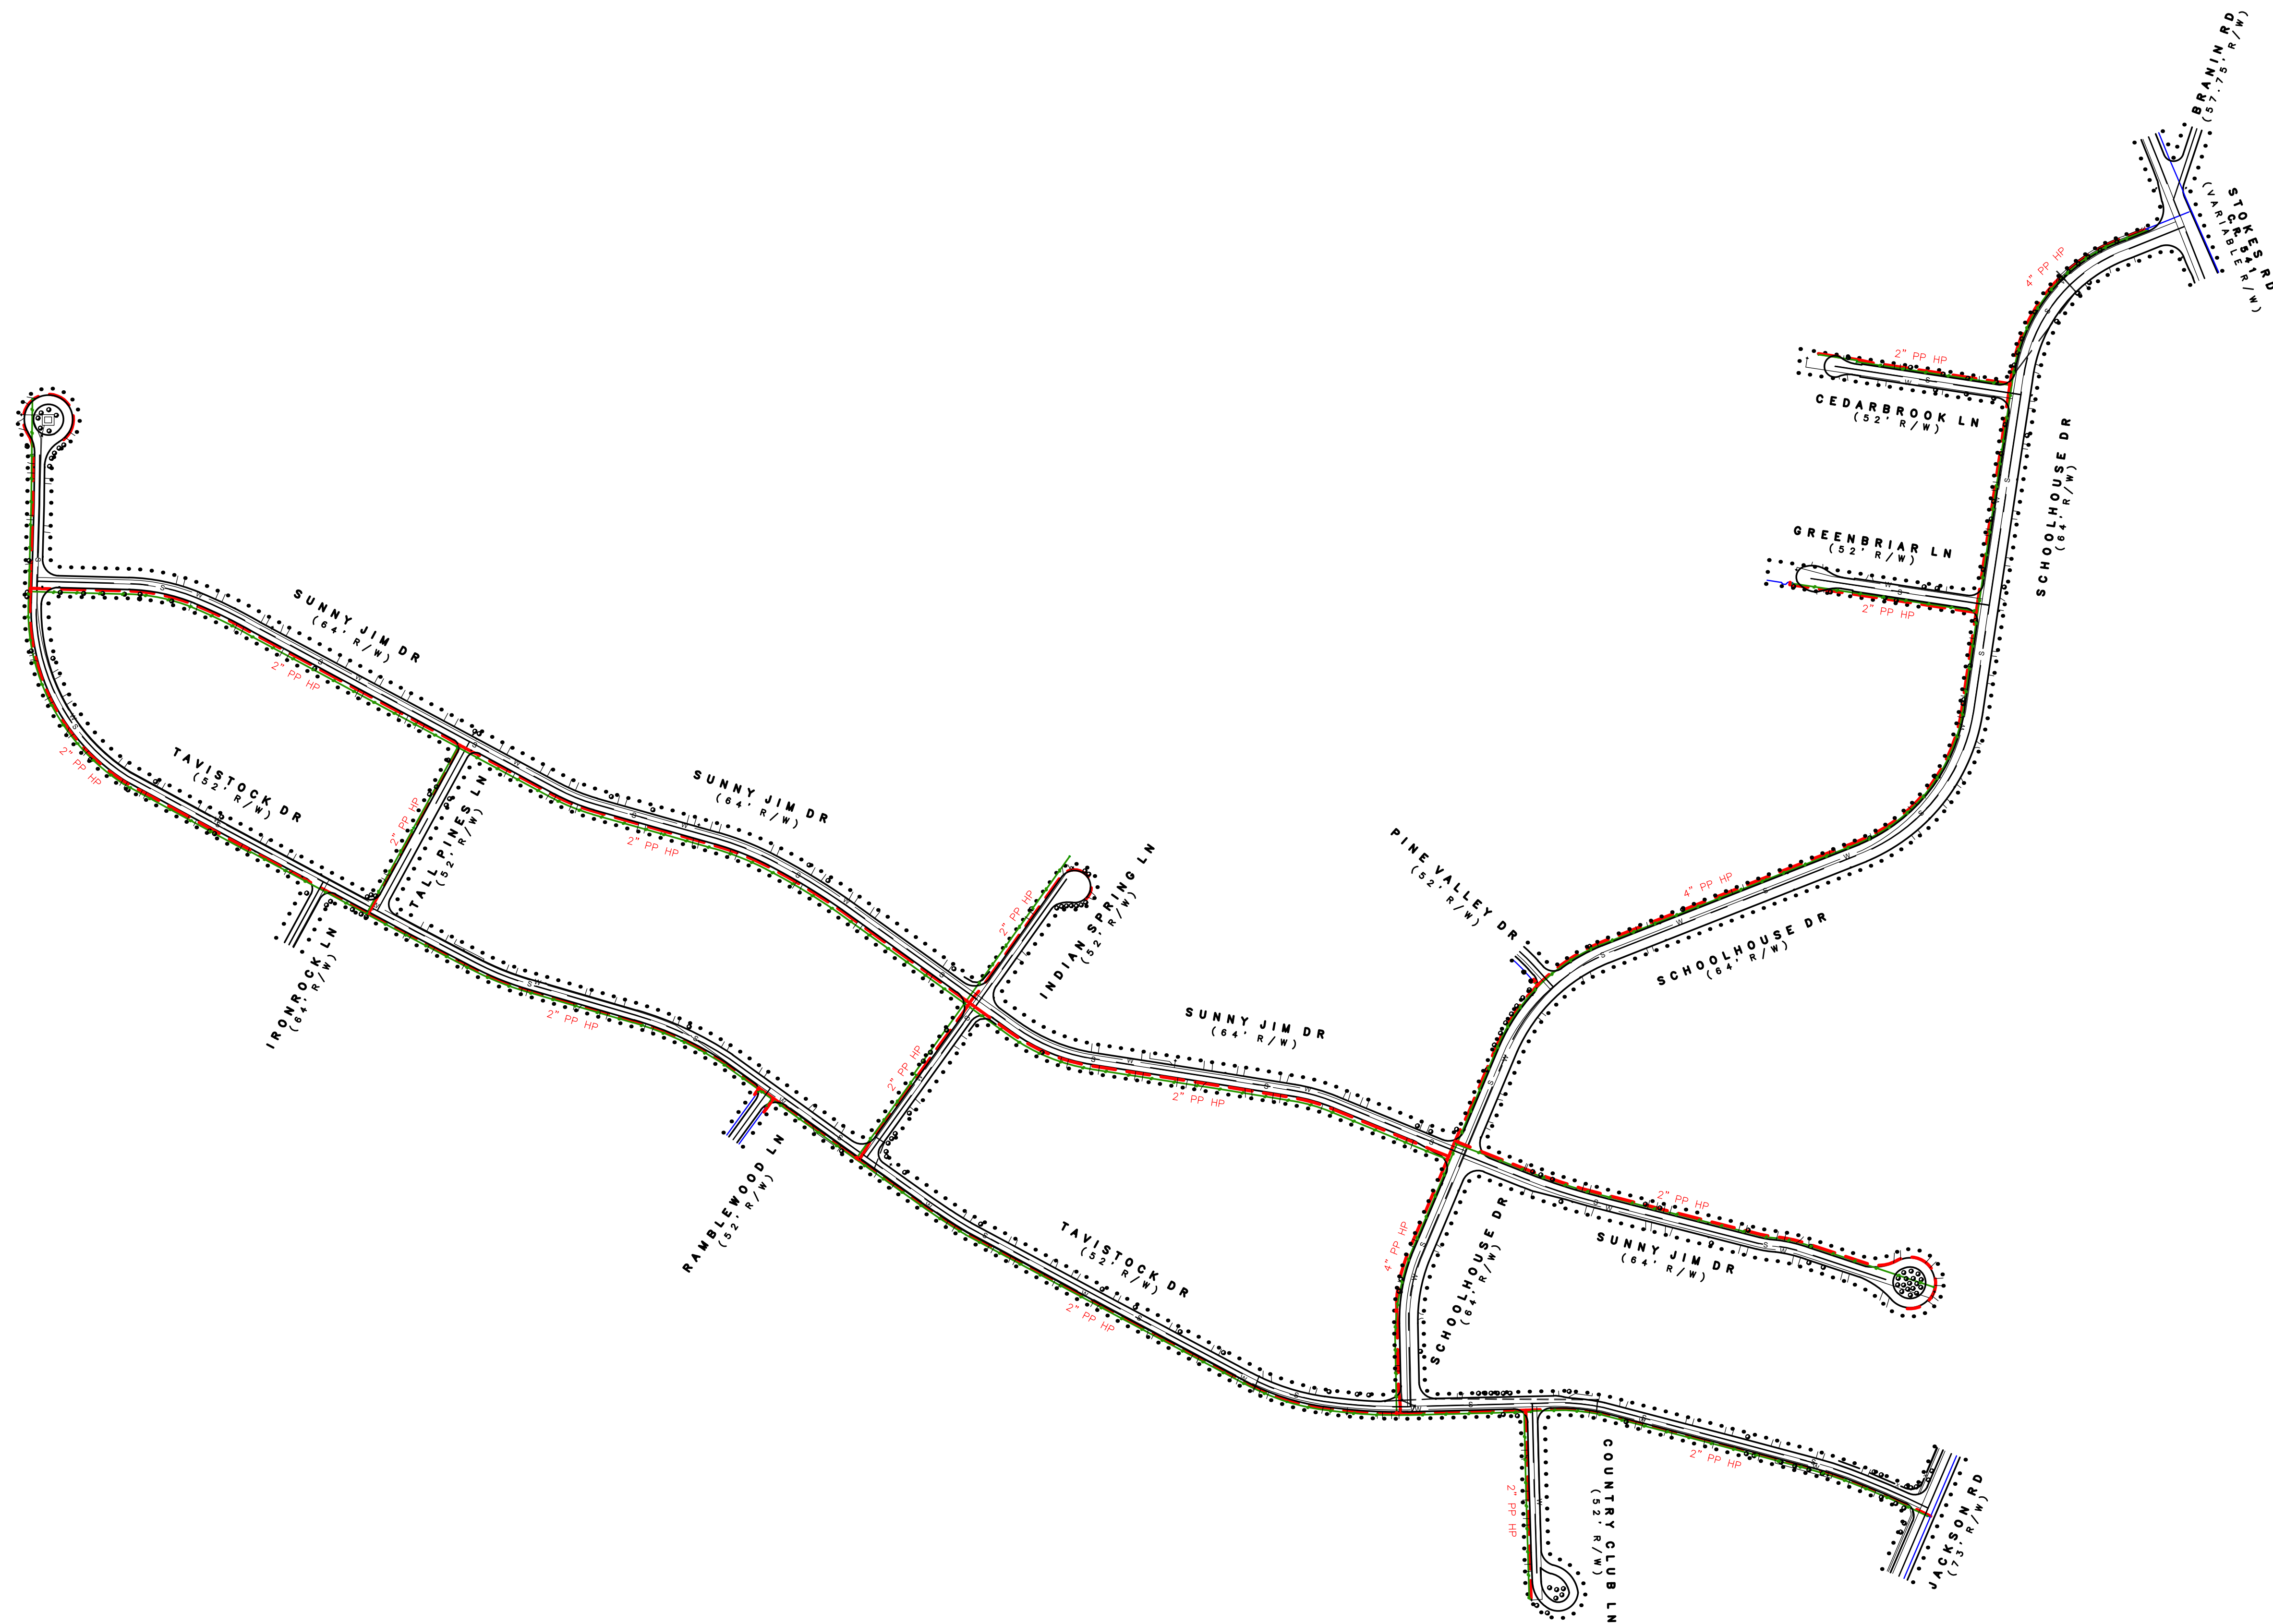 BRANIN RD
(57.75' R/W)
STOKES RD
CR 541
(VARIABLE R/W)
4" PP HP
2" PP HP
CEDARBROOK LN
(52' R/W)
SCHOOLHOUSE DR
(64' R/W)
GREENBRIAR LN
(52' R/W)
2" PP HP
SUNNY JIM DR
(64' R/W)
2" PP HP
TAVISTOCK DR
(52' R/W)
2" PP HP
2" PP HP
TALL PINES LN
(52' R/W)
SUNNY JIM DR
(64' R/W)
2" PP HP
IRONROCK LN
(64' R/W)
2" PP HP
2" PP HP
INDIAN SPRING LN
(52' R/W)
2" PP HP
PINE VALLEY DR
(52' R/W)
4" PP HP
SCHOOLHOUSE DR
(64' R/W)
SUNNY JIM DR
(64' R/W)
2" PP HP
RAMBLEWOOD LN
(52' R/W)
TAVISTOCK DR
(52' R/W)
2" PP HP
4" PP HP
SCHOOLHOUSE DR
(64' R/W)
2" PP HP
SUNNY JIM DR
(64' R/W)
2" PP HP
COUNTRY CLUB LN
(52' R/W)
2" PP HP
JACKSON RD
(73' R/W)